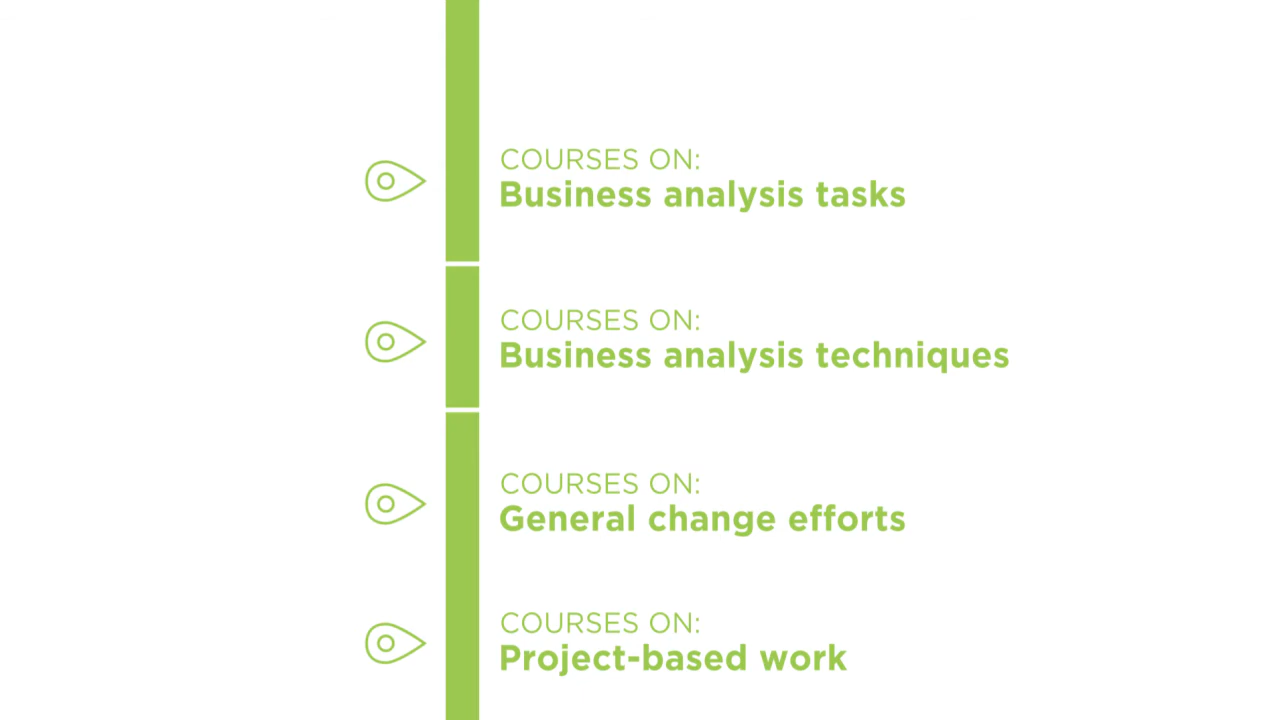 COURSES ON:
Business analysis tasks
COURSES ON:
Business analysis techniques
COURSES ON:
General change efforts
COURSES ON:
Project-based work